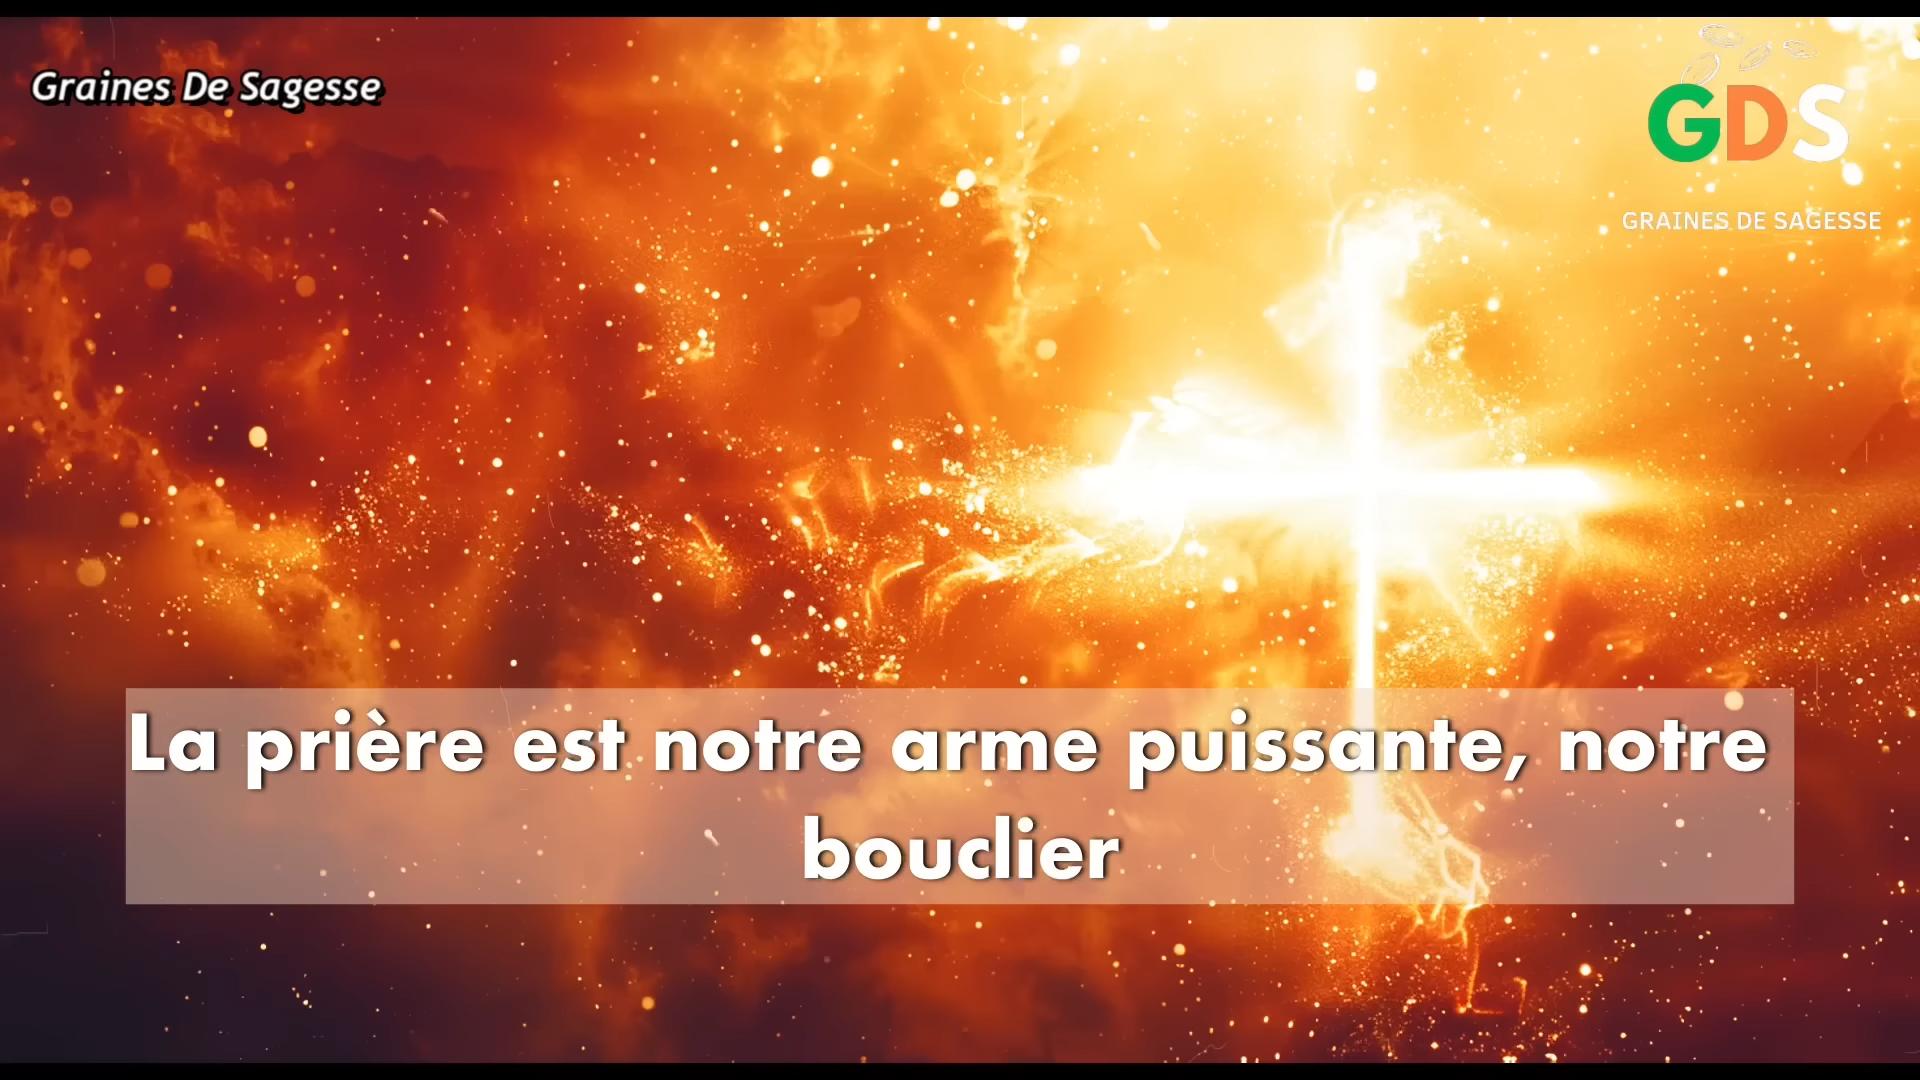 Graines De Sagesse
GDS
GRAINES DE SAGESSE
La prière est notre arme puissante, notre
bouclier